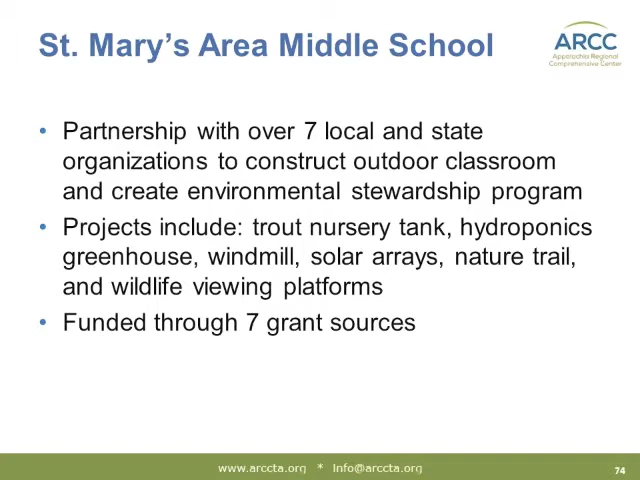 St. Mary’s Area Middle School
ARCC
Appalachia Regional
Comprehensive Center
• Partnership with over 7 local and state
organizations to construct outdoor classroom
and create environmental stewardship program
• Projects include: trout nursery tank, hydroponics
greenhouse, windmill, solar arrays, nature trail,
and wildlife viewing platforms
• Funded through 7 grant sources
www.arccta.org * Info@arccta.org
74